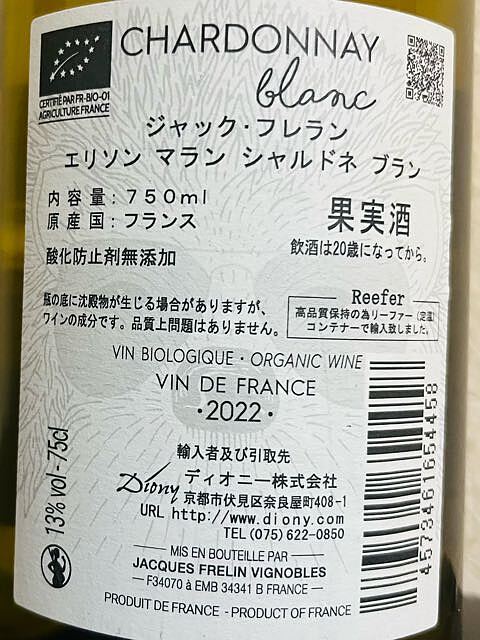 CHARDONNAY
blanc
CERTIFIÉ PAR FR-BIO-01
AGRICULTURE FRANCE
ジャック・フレラン
エリソン マラン シャルドネ ブラン
内容量：750ml
原産国：フランス
果実酒
飲酒は20歳になってから。
酸化防止剤無添加
瓶の底に沈殿物が生じる場合がありますが、
ワインの成分です。品質上問題はありません。
Reefer
高品質保持の為リーファー(定温)
コンテナーで輸入致しました。
VIN BIOLOGIQUE · ORGANIC WINE
VIN DE FRANCE
·2022·
輸入者及び引取先
Diony ディオニー株式会社
京都市伏見区奈良屋町408-1
URL http://www.diony.com
TEL (075) 622-0850
13% vol - 75cl
MIS EN BOUTEILLE PAR
JACQUES FRELIN VIGNOBLES
F34070 à EMB 34341 B FRANCE
PRODUIT DE FRANCE - PRODUCT OF FRANCE
4573461654458